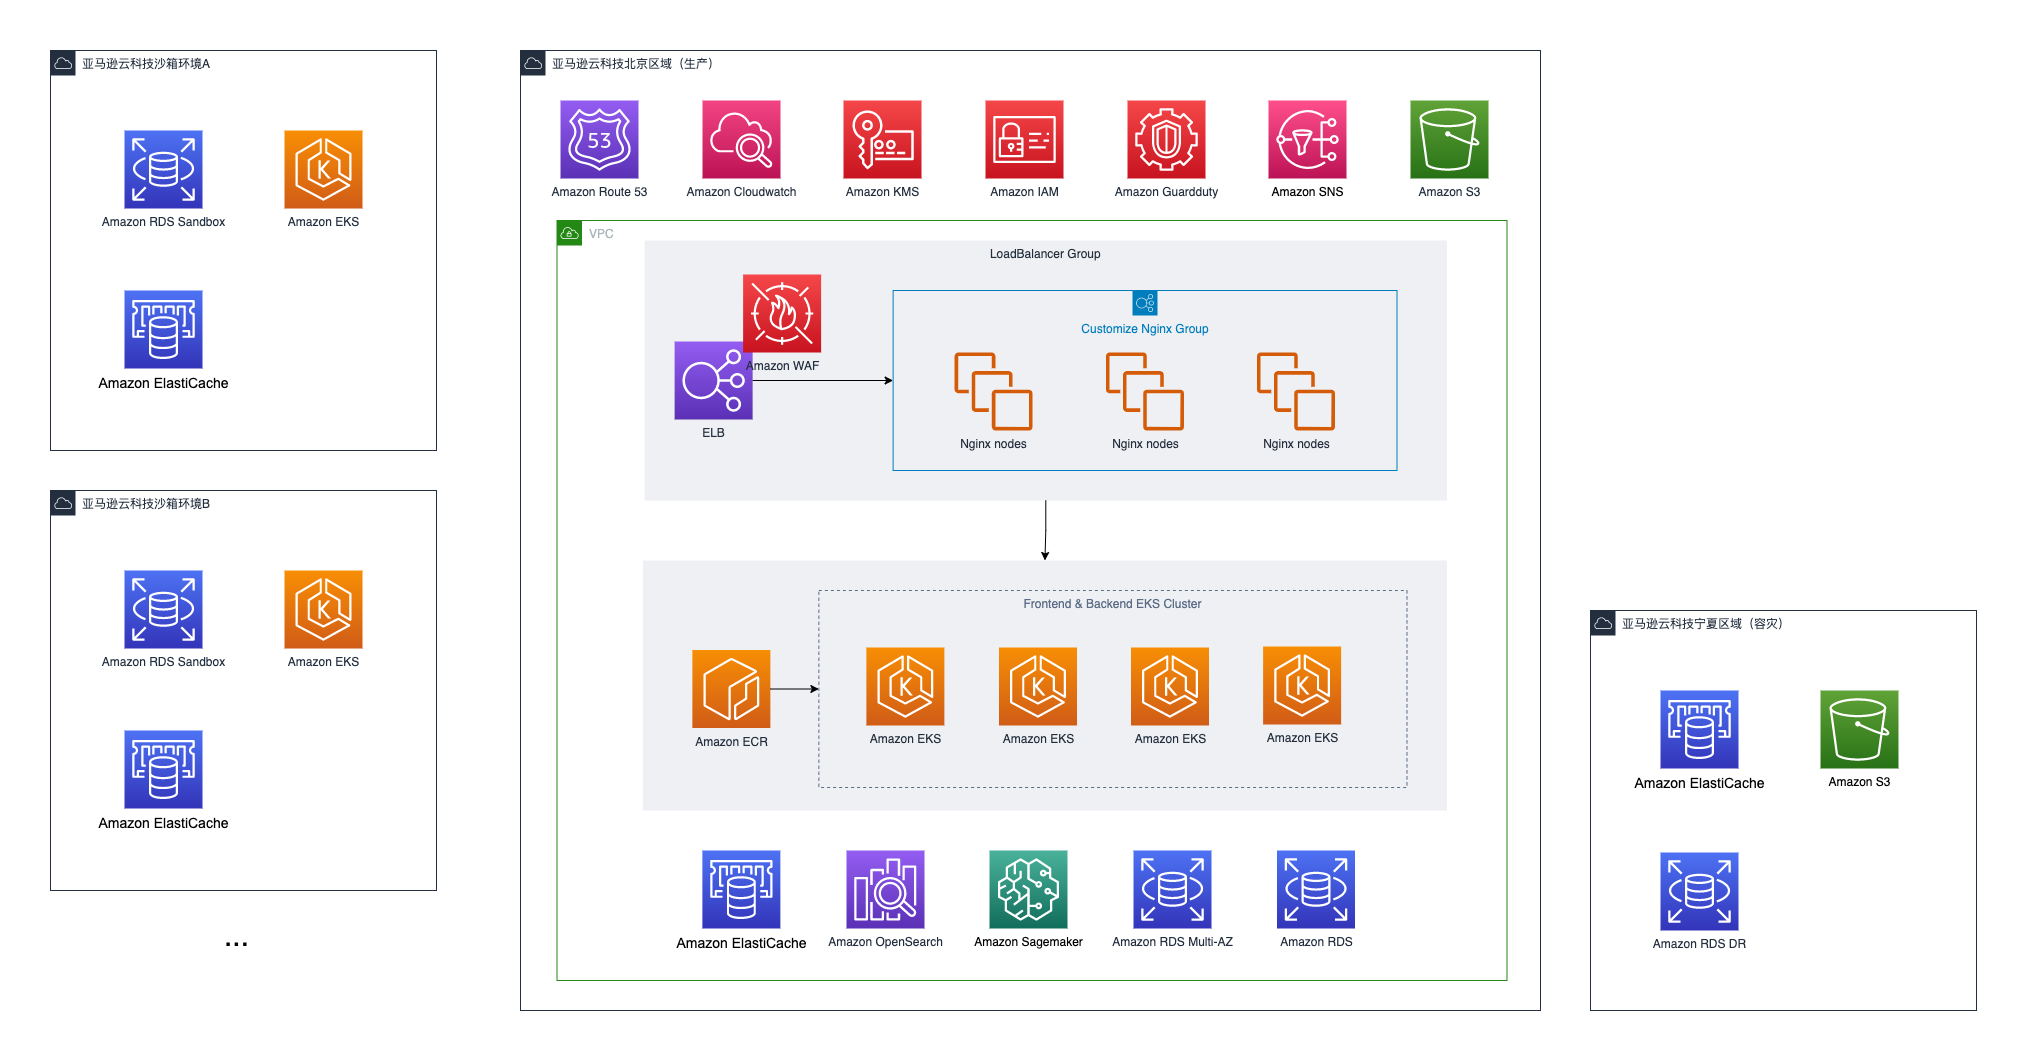 亚马逊云科技沙箱环境A
Amazon RDS Sandbox
Amazon EKS
Amazon ElastiCache
亚马逊云科技沙箱环境B
Amazon RDS Sandbox
Amazon EKS
Amazon ElastiCache
...
亚马逊云科技北京区域（生产）
53
Amazon Route 53
Amazon Cloudwatch
Amazon KMS
Amazon IAM
Amazon Guardduty
Amazon SNS
Amazon S3
VPC
LoadBalancer Group
Amazon WAF
ELB
Customize Nginx Group
Nginx nodes
Nginx nodes
Nginx nodes
Frontend & Backend EKS Cluster
Amazon ECR
Amazon EKS
Amazon EKS
Amazon EKS
Amazon EKS
Amazon ElastiCache
Amazon OpenSearch
Amazon Sagemaker
Amazon RDS Multi-AZ
Amazon RDS
亚马逊云科技宁夏区域（容灾）
Amazon ElastiCache
Amazon S3
Amazon RDS DR